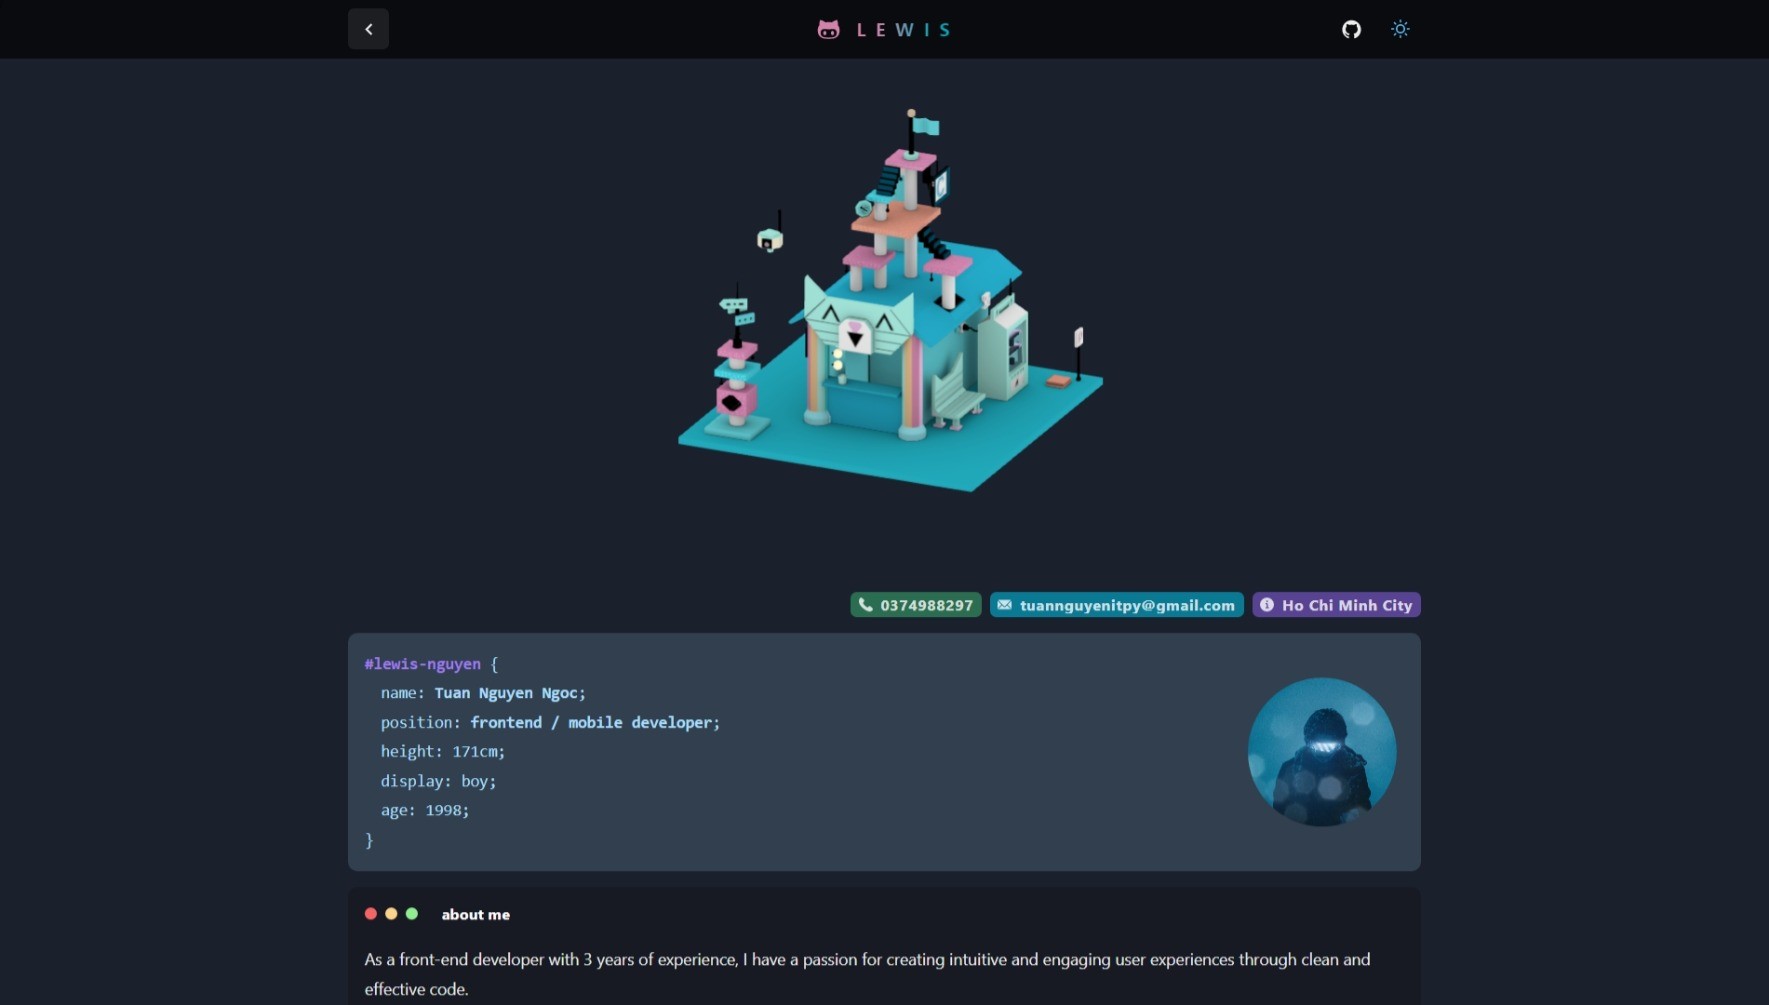 LEWIS
0374988297 tuannguyenitpy@gmail.com Ho Chi Minh City
#lewis-nguyen {
name: Tuan Nguyen Ngoc;
position: frontend / mobile developer;
height: 171cm;
display: boy;
age: 1998;
}
about me
As a front-end developer with 3 years of experience, I have a passion for creating intuitive and engaging user experiences through clean and
effective code.